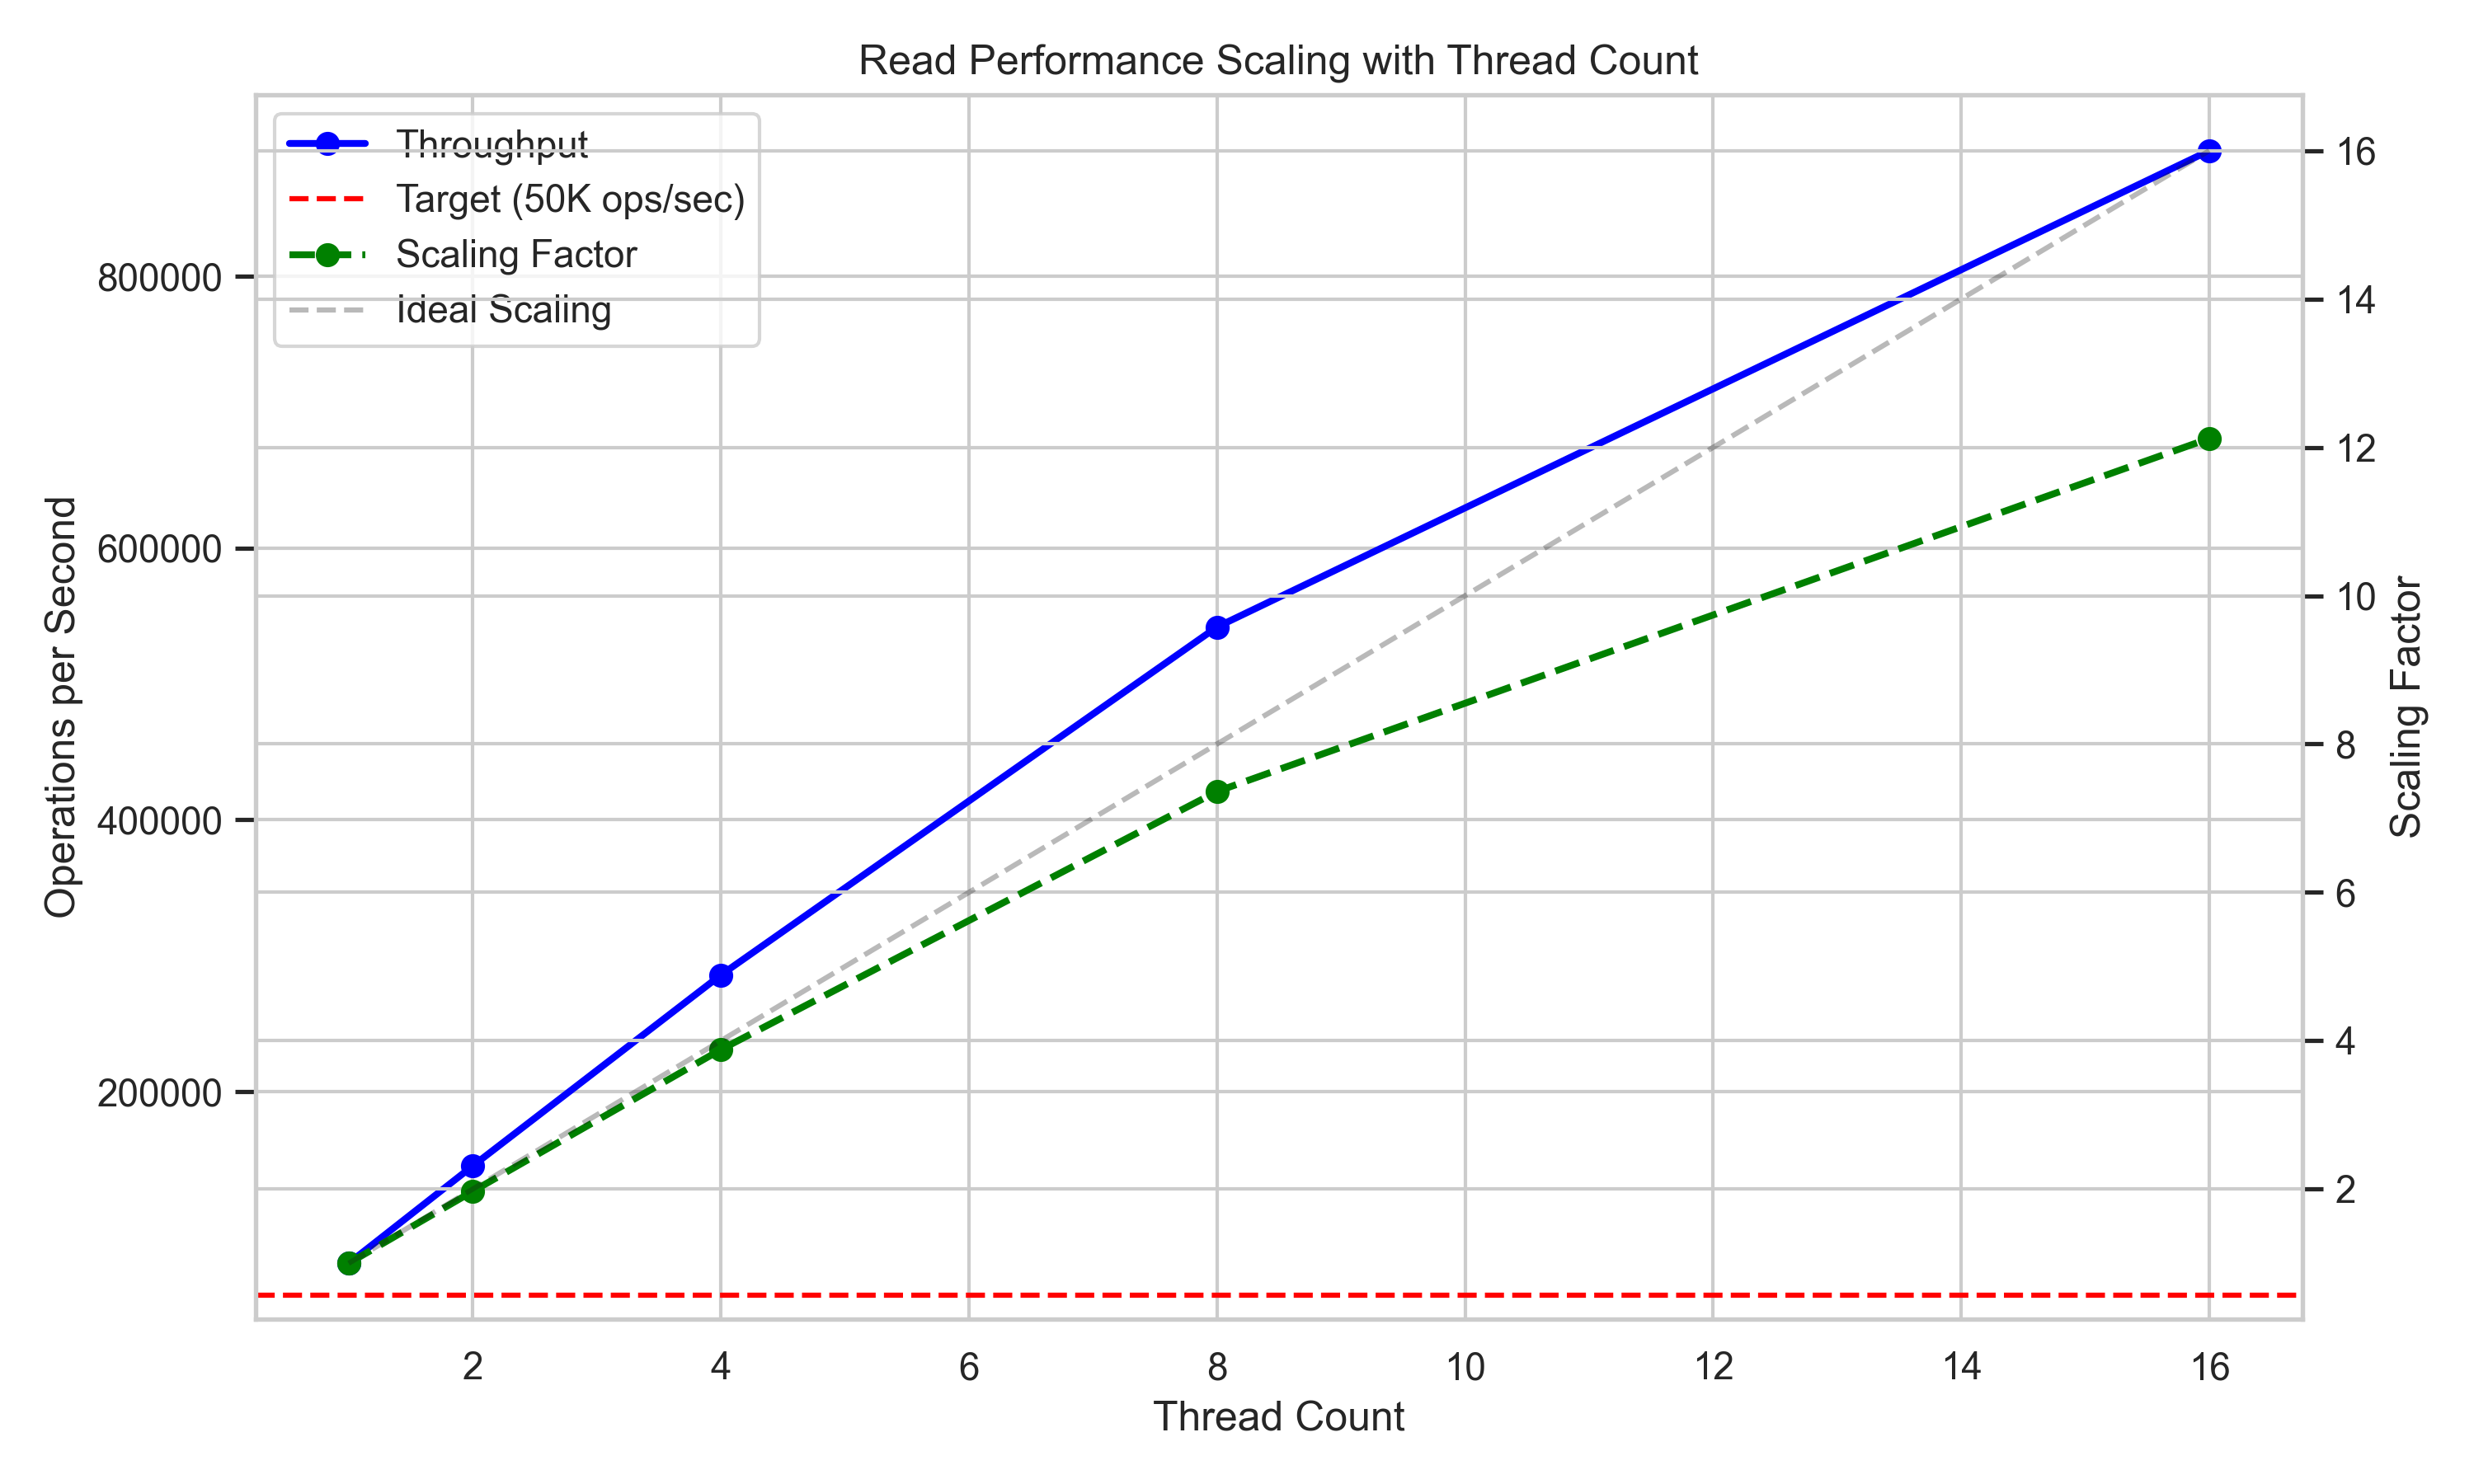 Read Performance Scaling with Thread Count
Throughput
Target (50K ops/sec)
Scaling Factor
Ideal Scaling
800000
600000
400000
200000
Operations per Second
16
14
12
10
8
6
4
2
Scaling Factor
2 4 6 8 10 12 14 16
Thread Count